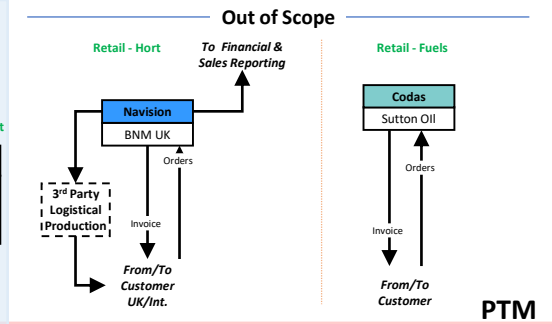 Out of Scope
Retail - Hort
To Financial &
Sales Reporting
Retail - Fuels
Navision
BNM UK
Codas
Sutton OIl
Orders
Orders
3rd Party
Logistical
Production
Invoice
Invoice
From/To
Customer
UK/Int.
From/To
Customer
PTM